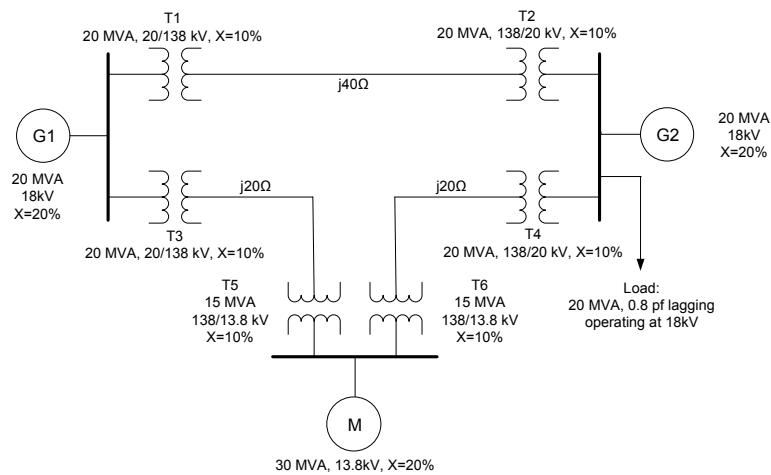 T1
20 MVA, 20/138 kV, X=10%
T2
20 MVA, 138/20 kV, X=10%
j40Ω
G1
20 MVA
18kV
X=20%
G2
20 MVA
18kV
X=20%
j20Ω
j20Ω
T3
20 MVA, 20/138 kV, X=10%
T4
20 MVA, 138/20 kV, X=10%
T5
15 MVA
138/13.8 kV
X=10%
T6
15 MVA
138/13.8 kV
X=10%
Load:
20 MVA, 0.8 pf lagging
operating at 18kV
M
30 MVA, 13.8kV, X=20%